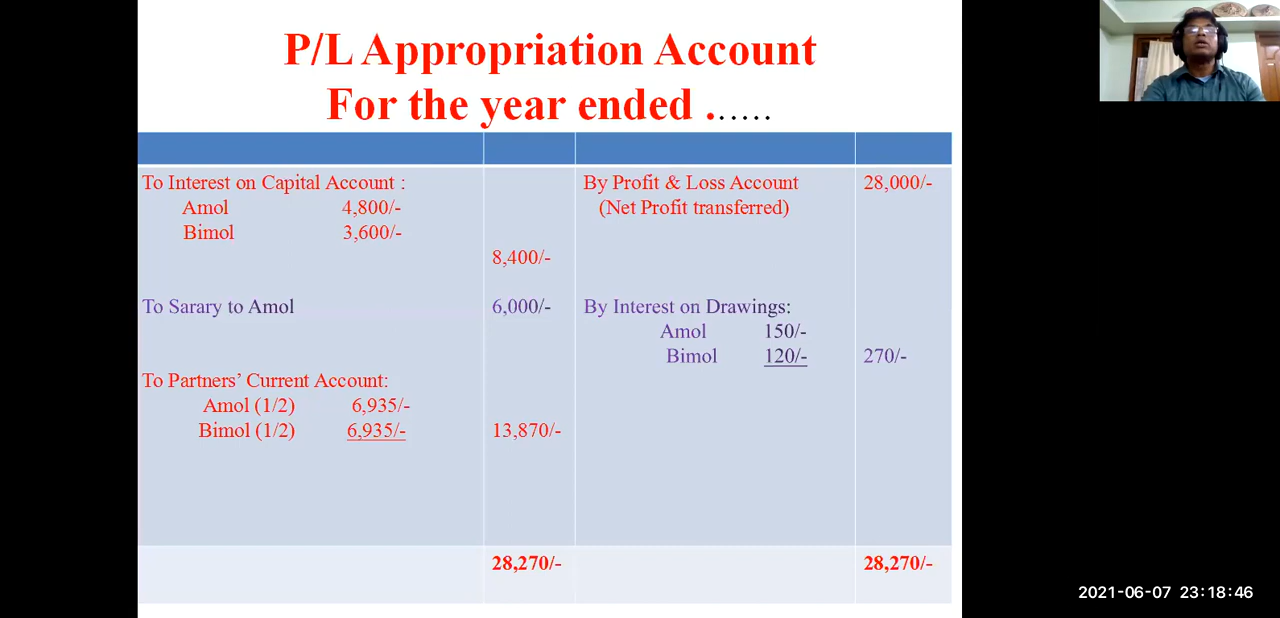 P/L Appropriation Account
For the year ended .…..
To Interest on Capital Account :
Amol 4,800/-
Bimol 3,600/-
8,400/-
To Sarary to Amol 6,000/-
To Partners’ Current Account:
Amol (1/2) 6,935/-
Bimol (1/2) 6,935/- 13,870/-
28,270/-
By Profit & Loss Account 28,000/-
(Net Profit transferred)
By Interest on Drawings:
Amol 150/-
Bimol 120/- 270/-
28,270/-
2021-06-07 23:18:46